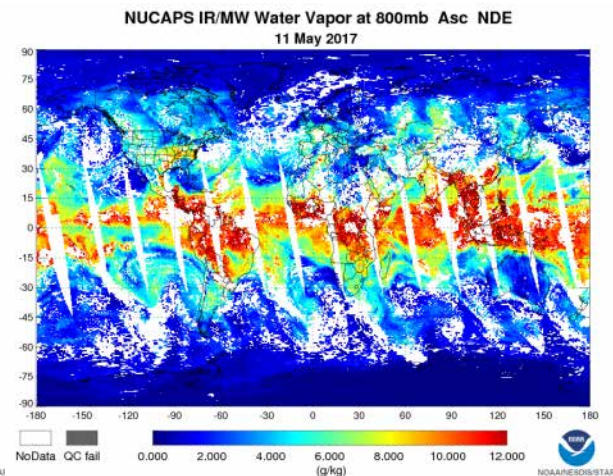 NUCAPS IR/MW Water Vapor at 800mb Asc NDE
11 May 2017
90
75
60
45
30
15
0
-15
-30
-45
-60
-75
-90
-180 -150 -120 -90 -60 -30 0 30 60 90 120 150 180
NoData QC fail
0.000 2.000 4.000 6.000 8.000 10.000 12.000
(g/kg)
NOAA
NOAA/NESDIS/STAR